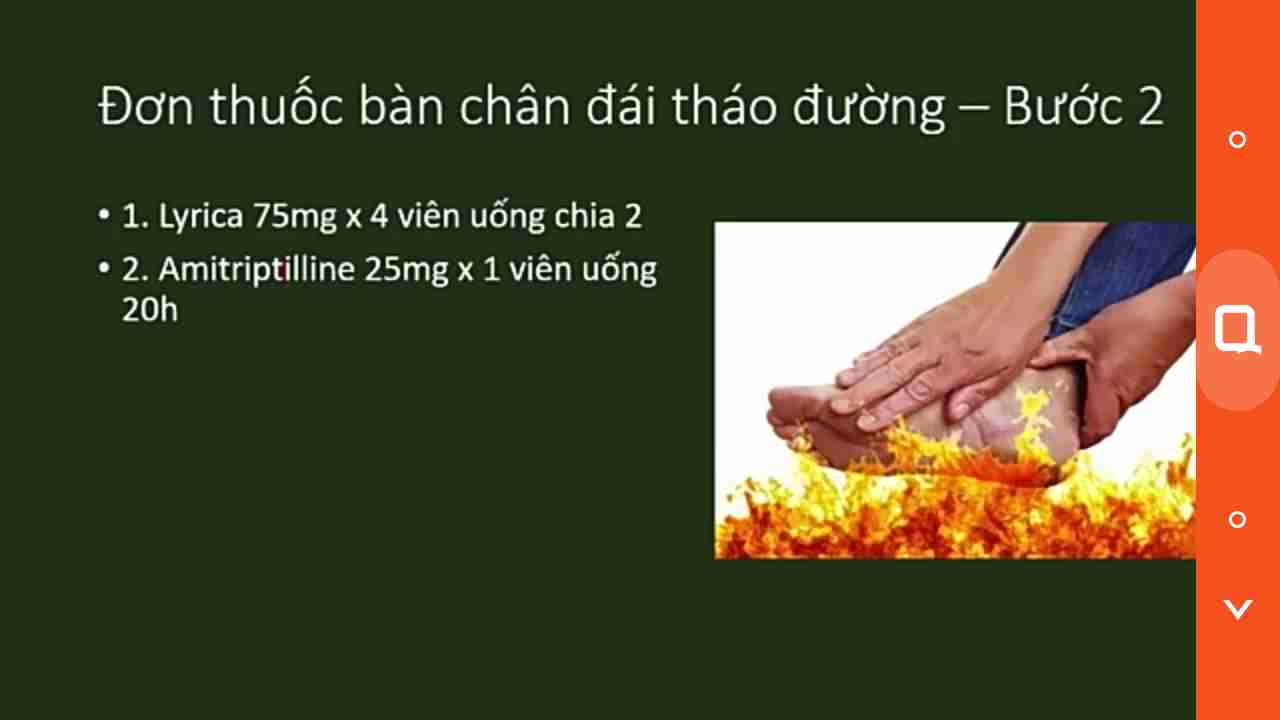 Đơn thuốc bàn chân đái tháo đường – Bước 2
• 1. Lyrica 75mg x 4 viên uống chia 2
• 2. Amitriptilline 25mg x 1 viên uống
20h